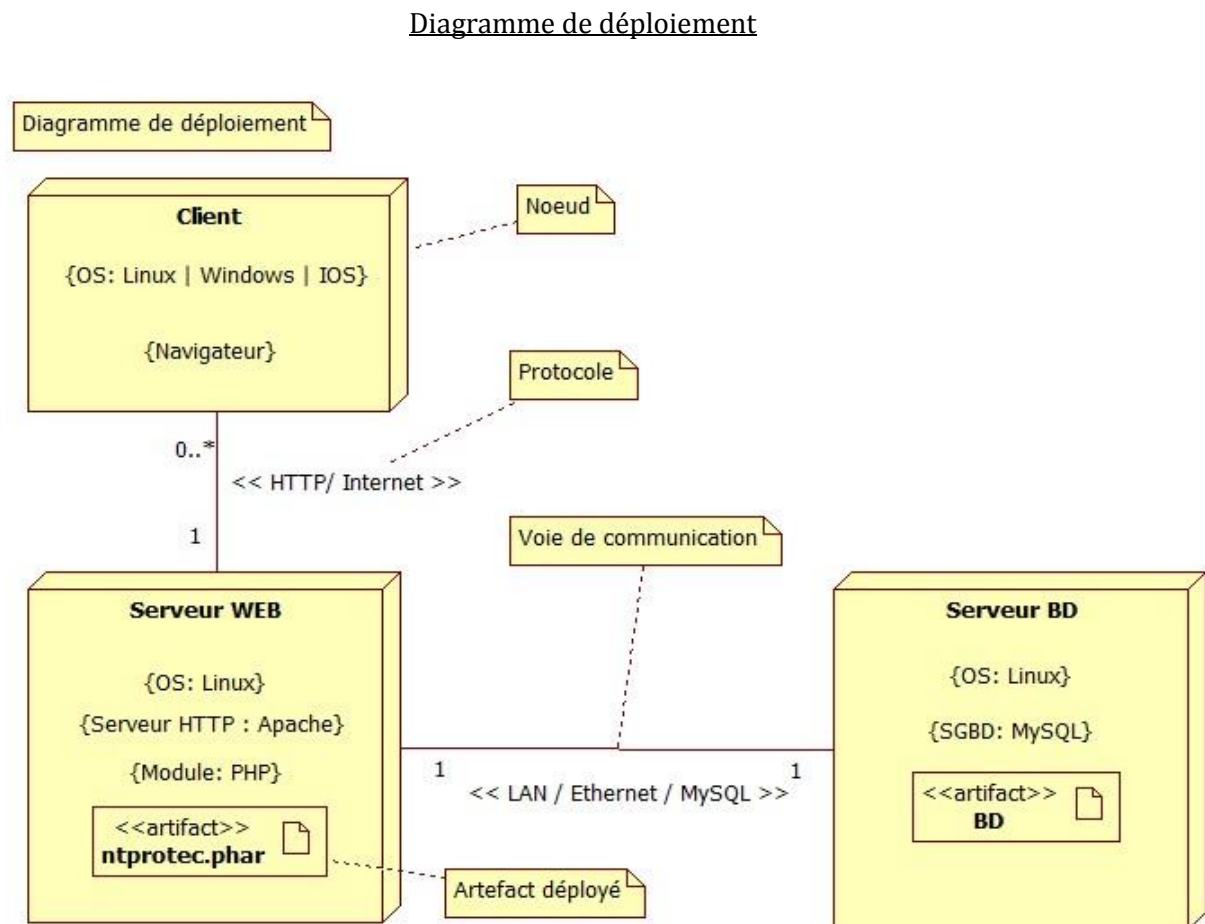 Diagramme de déploiement
Diagramme de déploiement
Client
{OS: Linux | Windows | IOS}
{Navigateur}
Noeud
Protocole
0..*
<< HTTP/ Internet >>
1
Voie de communication
Serveur WEB
{OS: Linux}
{Serveur HTTP : Apache}
{Module: PHP}
<<artifact>>
ntprotec.phar
1
1
<< LAN / Ethernet / MySQL >>
Serveur BD
{OS: Linux}
{SGBD: MySQL}
<<artifact>>
BD
Artefact déployé